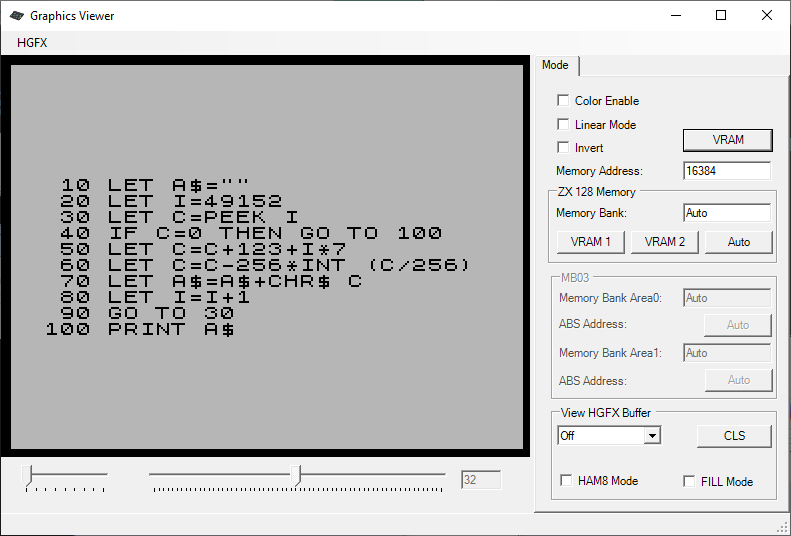 Graphics Viewer
HGFX
10 LET A$=""
20 LET I=49152
30 LET C=PEEK I
40 IF C=0 THEN GO TO 100
50 LET C=C+123+I*7
60 LET C=C-256*INT (C/256)
70 LET A$=A$+CHR$ C
80 LET I=I+1
90 GO TO 30
100 PRINT A$
32
Mode
Color Enable
Linear Mode
Invert
VRAM
Memory Address: 16384
ZX 128 Memory
Memory Bank: Auto
VRAM 1 VRAM 2 Auto
MB03
Memory Bank Area0: Auto
ABS Address: Auto
Memory Bank Area1: Auto
ABS Address: Auto
View HGFX Buffer
Off CLS
HAM8 Mode FILL Mode